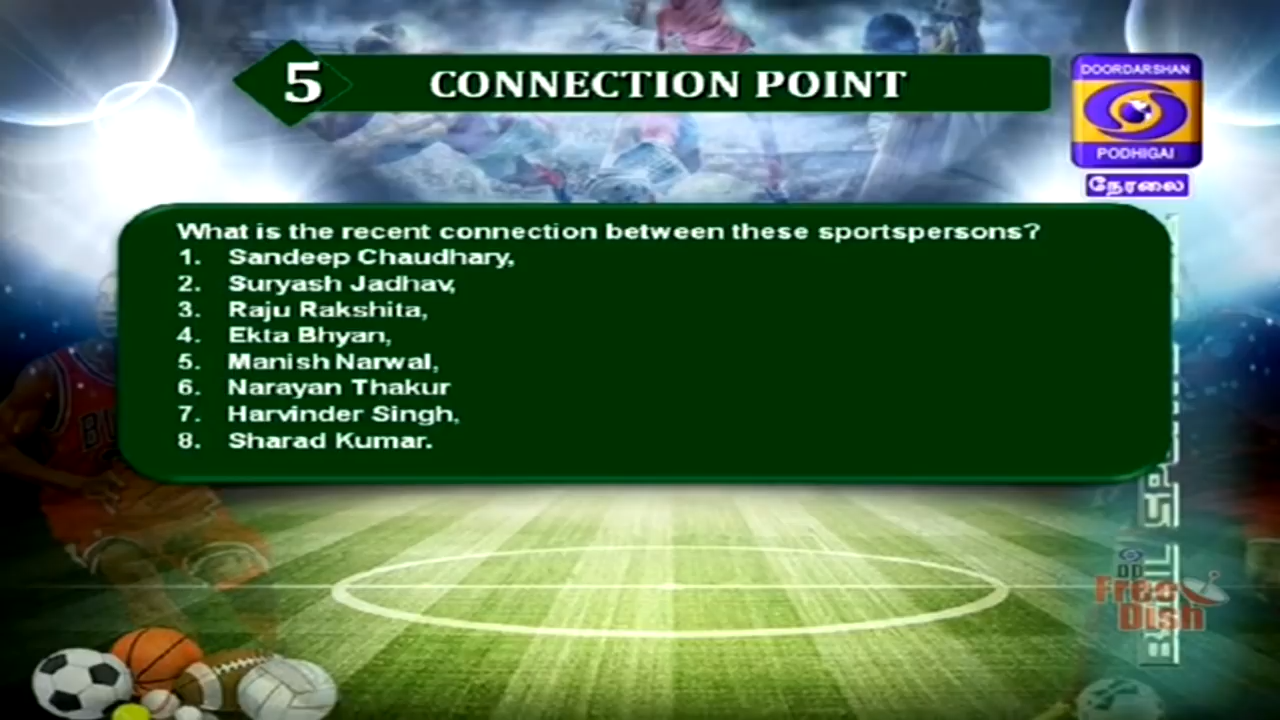 5 CONNECTION POINT
DOORDARSHAN
PODHIGAI
நேரலை
What is the recent connection between these sportspersons?
1. Sandeep Chaudhary,
2. Suryash Jadhav,
3. Raju Rakshita,
4. Ekta Bhyan,
5. Manish Narwal,
6. Narayan Thakur
7. Harvinder Singh,
8. Sharad Kumar.
DD
Free
Dish